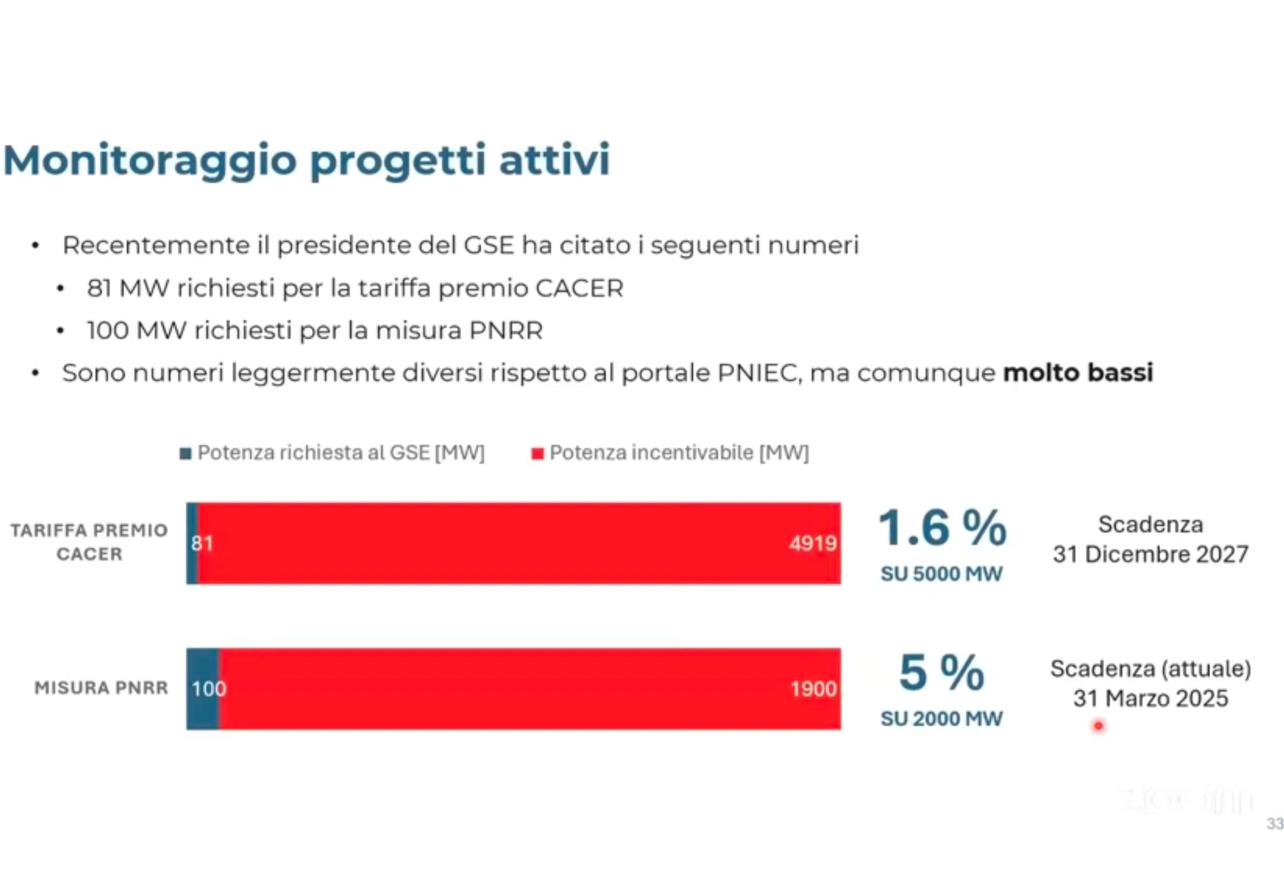 Monitoraggio progetti attivi
• Recentemente il presidente del GSE ha citato i seguenti numeri
• 81 MW richiesti per la tariffa premio CACER
• 100 MW richiesti per la misura PNRR
• Sono numeri leggermente diversi rispetto al portale PNIEC, ma comunque molto bassi
Potenza richiesta al GSE [MW] Potenza incentivabile [MW]
TARIFFA PREMIO
CACER
81 4919
1.6 %
SU 5000 MW
Scadenza
31 Dicembre 2027
MISURA PNRR
100 1900
5 %
SU 2000 MW
Scadenza (attuale)
31 Marzo 2025
zoom
33